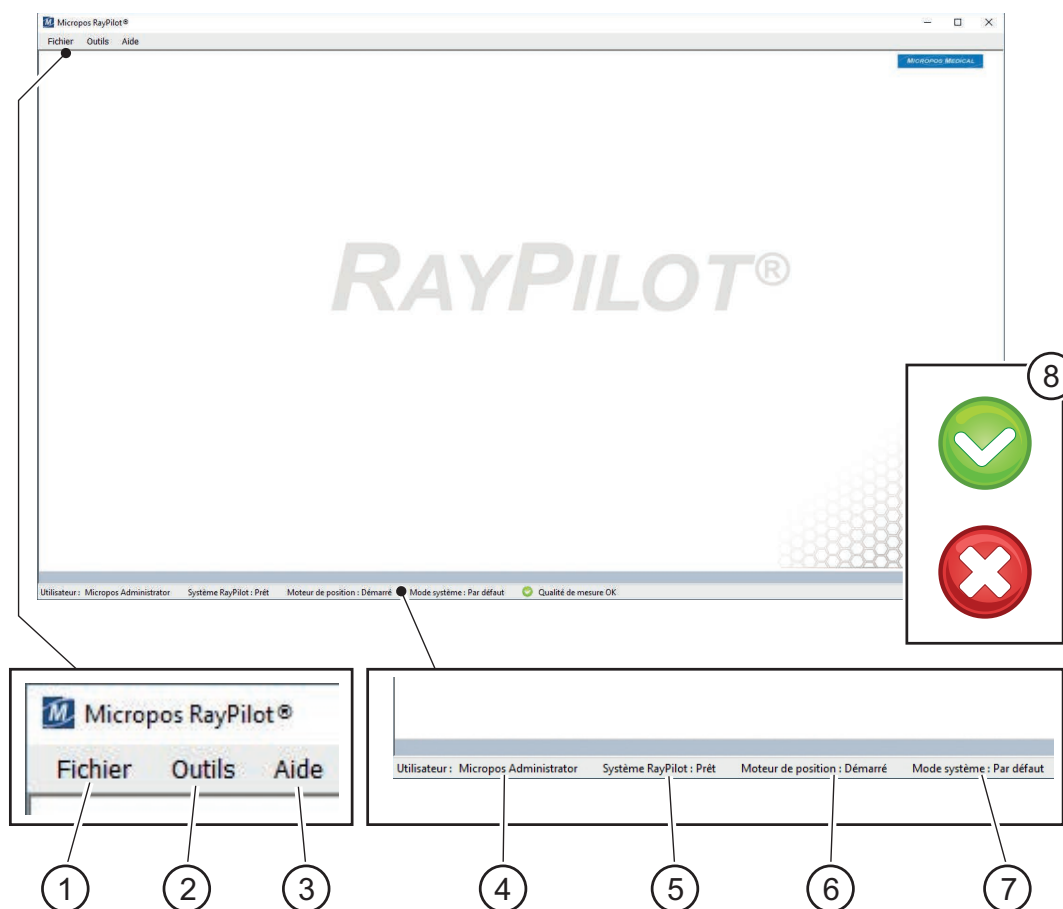 Micropos RayPilot®
Fichier Outils Aide
MICROPOS MEDICAL
RAYPILOT®
8
Utilisateur : Micropos Administrator Système RayPilot : Prêt Moteur de position : Démarré Mode système : Par défaut Qualité de mesure OK
M Micropos RayPilot®
Fichier Outils Aide
Utilisateur : Micropos Administrator Système RayPilot : Prêt Moteur de position : Démarré Mode système : Par défaut
1 2 3 4 5 6 7